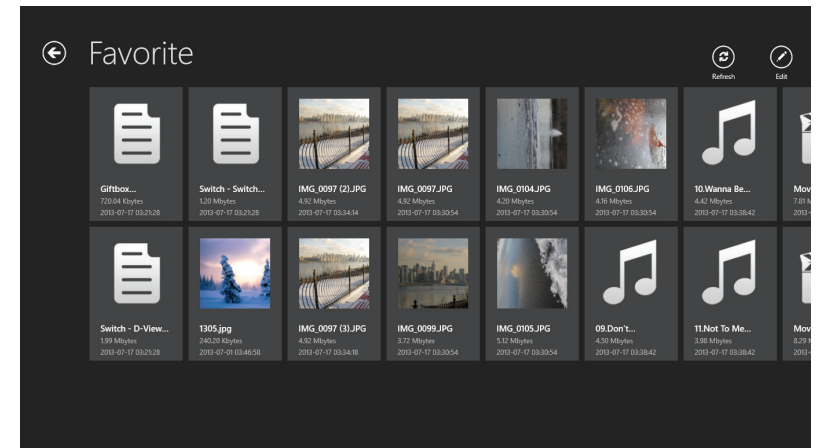 Favorite
Refresh
Edit
Giftbox...
720.04 Kbytes
2013-07-17 03:21:28
Switch - Switch...
1.20 Mbytes
2013-07-17 03:21:28
IMG_0097 (2).JPG
4.92 Mbytes
2013-07-17 03:34:14
IMG_0097.JPG
4.92 Mbytes
2013-07-17 03:30:54
IMG_0104.JPG
4.20 Mbytes
2013-07-17 03:30:54
IMG_0106.JPG
4.16 Mbytes
2013-07-17 03:30:54
10.Wanna Be...
4.42 Mbytes
2013-07-17 03:38:42
Mov
7.81 M
2013-
Switch - D-View...
1.99 Mbytes
2013-07-17 03:21:28
1305.jpg
240.20 Kbytes
2013-07-01 03:46:58
IMG_0097 (3).JPG
4.92 Mbytes
2013-07-17 03:34:18
IMG_0099.JPG
3.72 Mbytes
2013-07-17 03:30:54
IMG_0105.JPG
5.12 Mbytes
2013-07-17 03:30:54
09.Don't...
4.50 Mbytes
2013-07-17 03:38:42
11.Not To Me...
3.98 Mbytes
2013-07-17 03:38:42
Mov
8.29 M
2013-